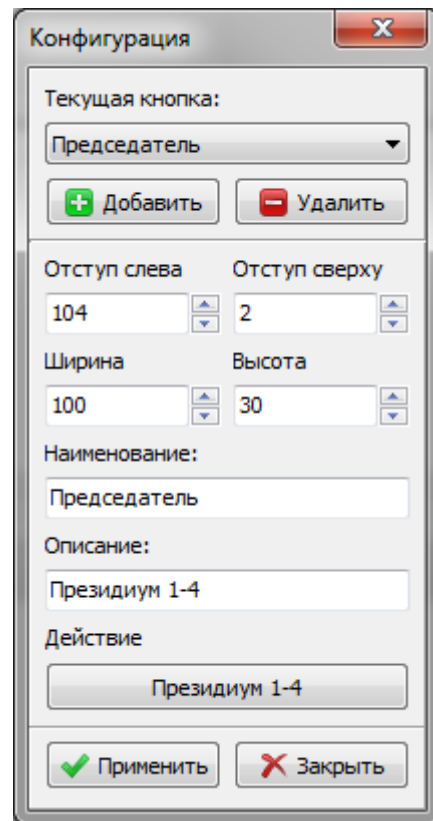 Конфигурация
Текущая кнопка:
Председатель
Добавить Удалить
Отступ слева Отступ сверху
104 2
Ширина Высота
100 30
Наименование:
Председатель
Описание:
Президиум 1-4
Действие
Президиум 1-4
Применить Закрыть